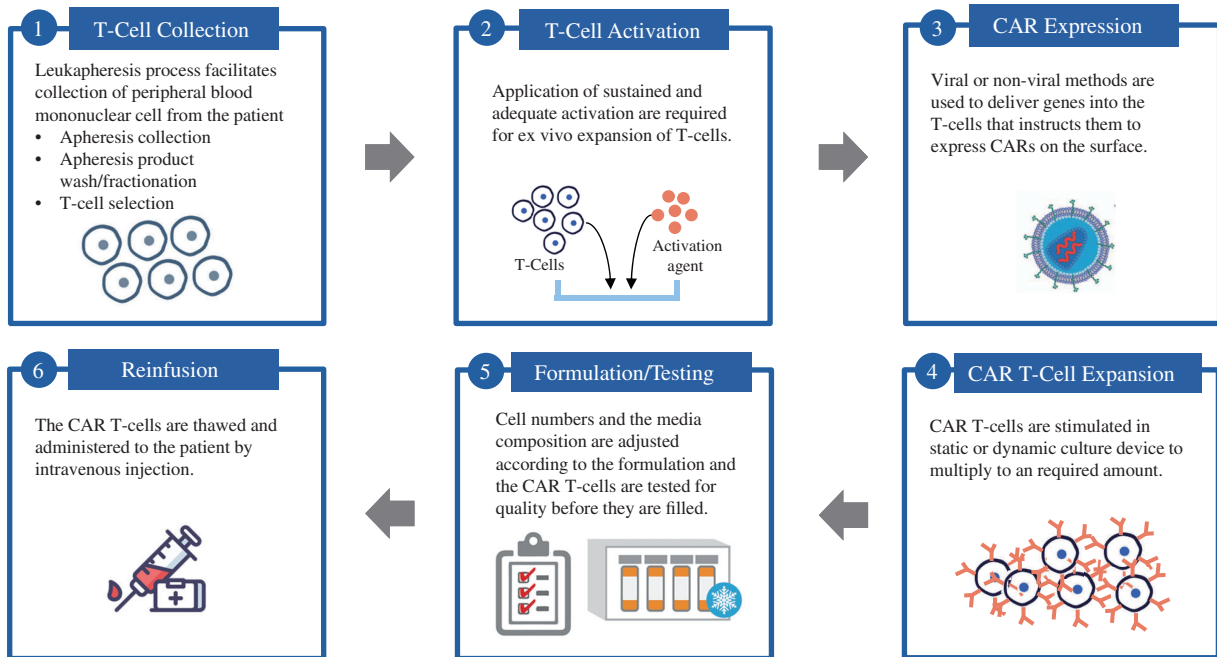 1
T-Cell Collection
Leukapheresis process facilitates
collection of peripheral blood
mononuclear cell from the patient
• Apheresis collection
• Apheresis product
wash/fractionation
• T-cell selection
2
T-Cell Activation
Application of sustained and
adequate activation are required
for ex vivo expansion of T-cells.
T-Cells
Activation
agent
3
CAR Expression
Viral or non-viral methods are
used to deliver genes into the
T-cells that instructs them to
express CARs on the surface.
4
CAR T-Cell Expansion
CAR T-cells are stimulated in
static or dynamic culture device to
multiply to an required amount.
5
Formulation/Testing
Cell numbers and the media
composition are adjusted
according to the formulation and
the CAR T-cells are tested for
quality before they are filled.
6
Reinfusion
The CAR T-cells are thawed and
administered to the patient by
intravenous injection.